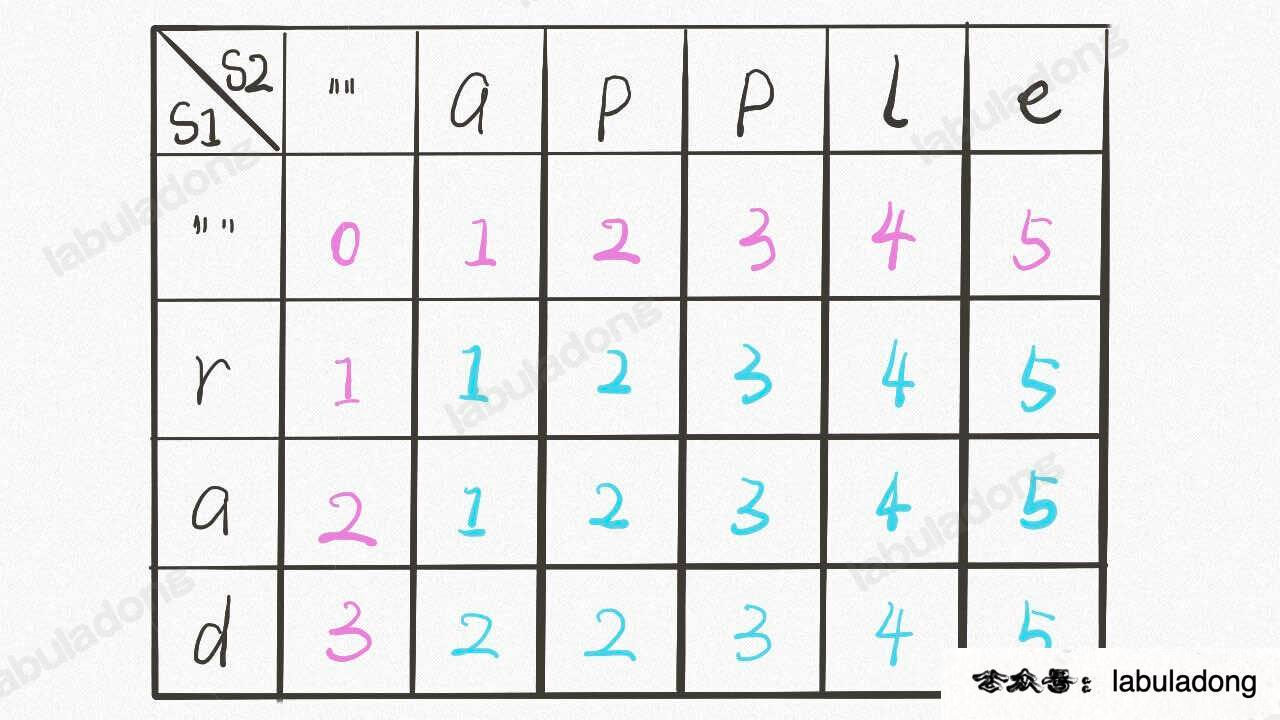 S2
S1 "" a p p l e
"" 0 1 2 3 4 5
r 1 1 2 3 4 5
a 2 1 2 3 4 5
d 3 2 2 3 4 5
公众号： labuladong
labuladong
labuladong
labuladong
labuladong
labuladong